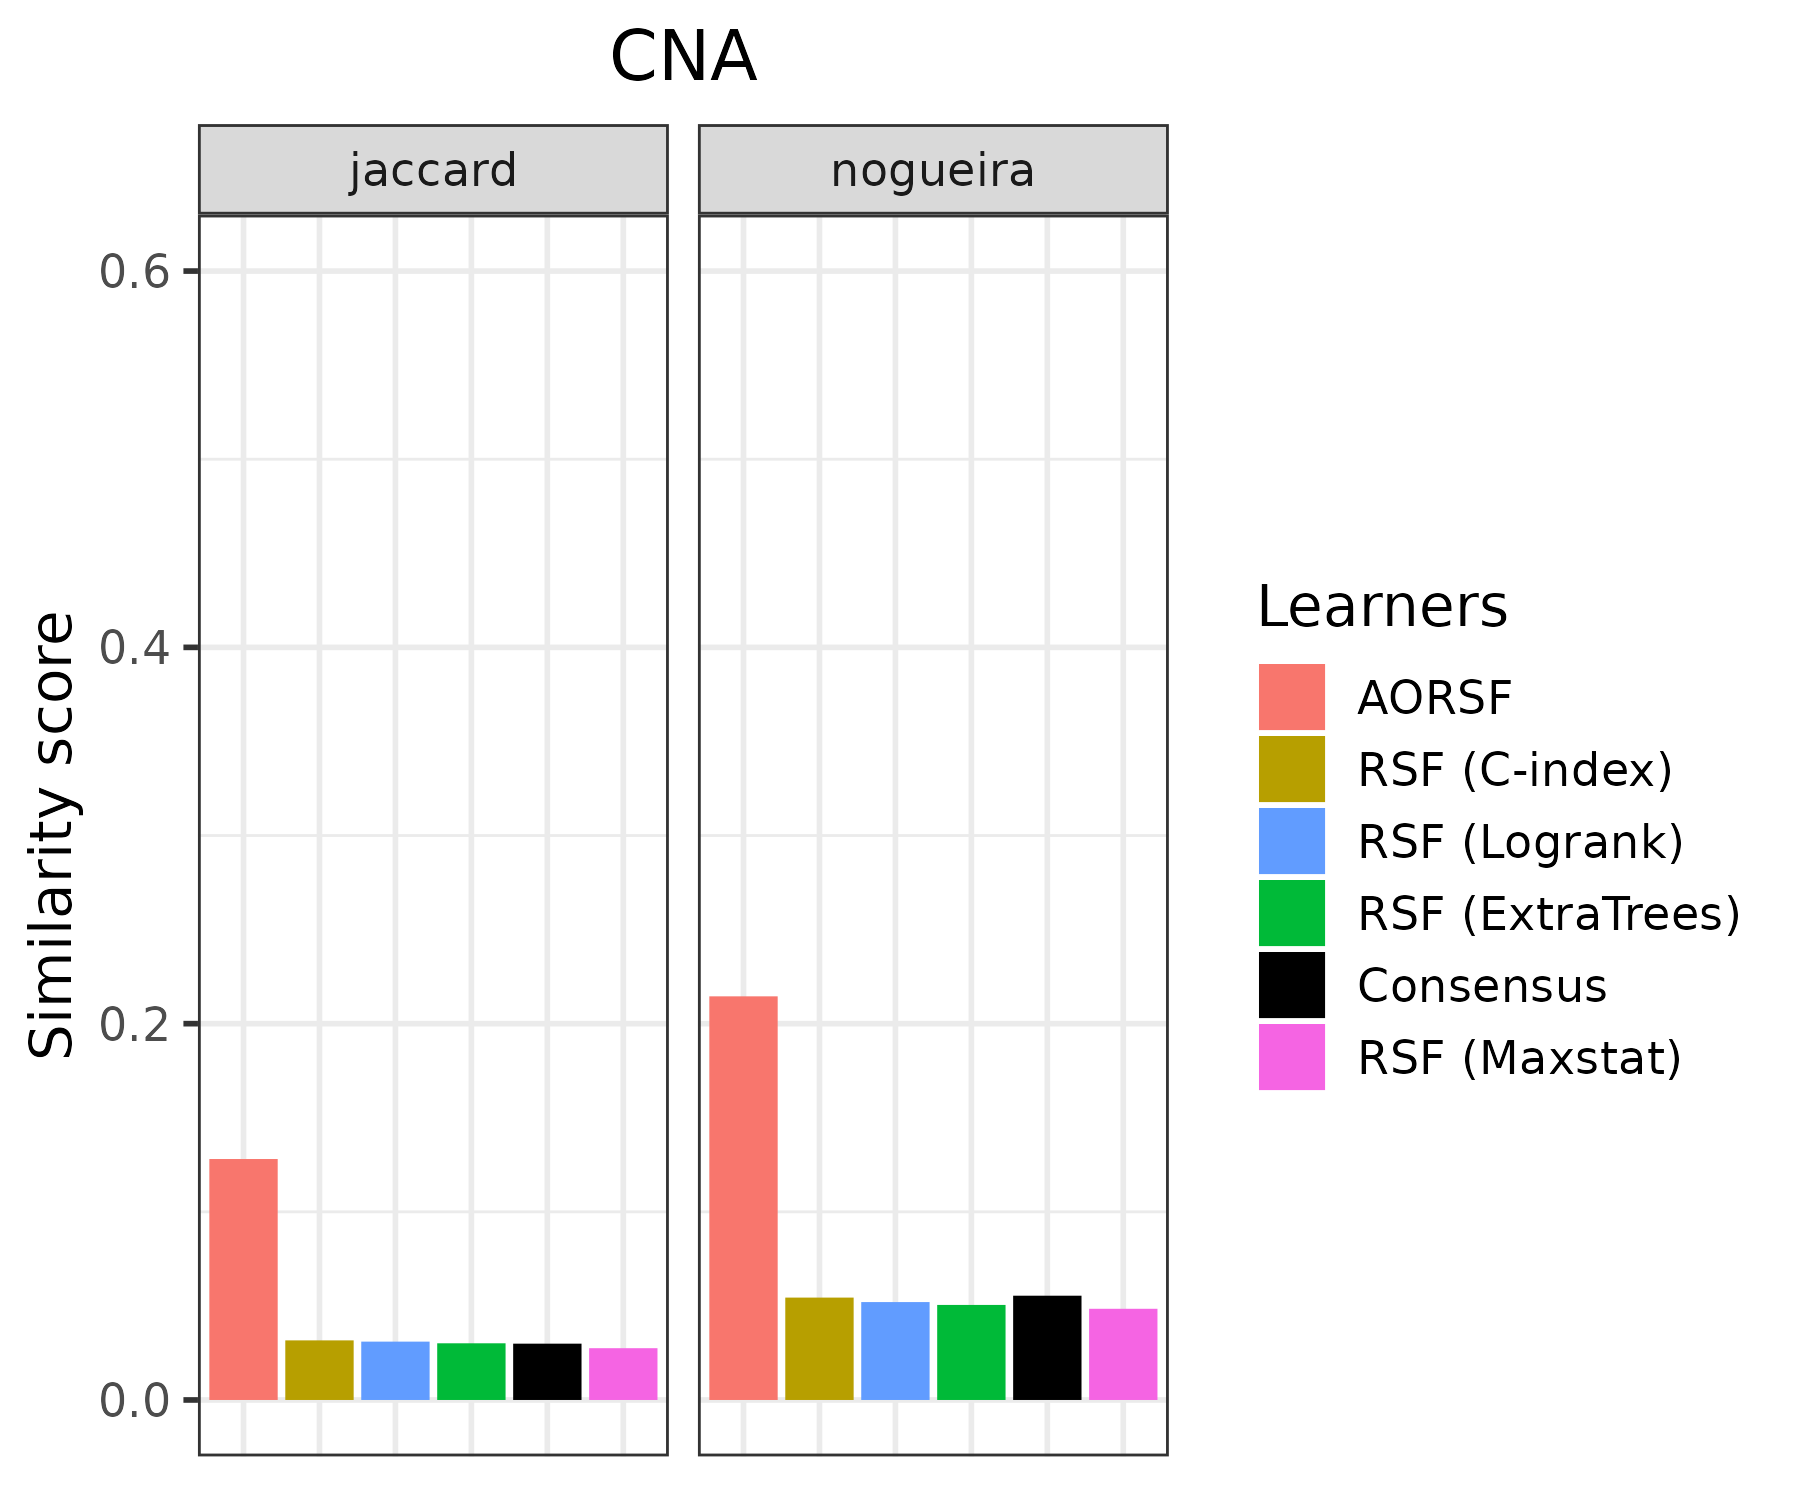 CNA
jaccard
nogueira
Similarity score
0.6
0.4
0.2
0.0
Learners
AORSF
RSF (C-index)
RSF (Logrank)
RSF (ExtraTrees)
Consensus
RSF (Maxstat)